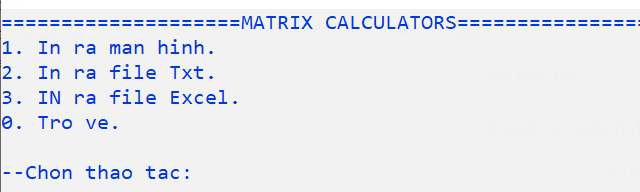 ====================MATRIX CALCULATORS==================
1. In ra man hinh.
2. In ra file Txt.
3. IN ra file Excel.
0. Tro ve.
--Chon thao tac: